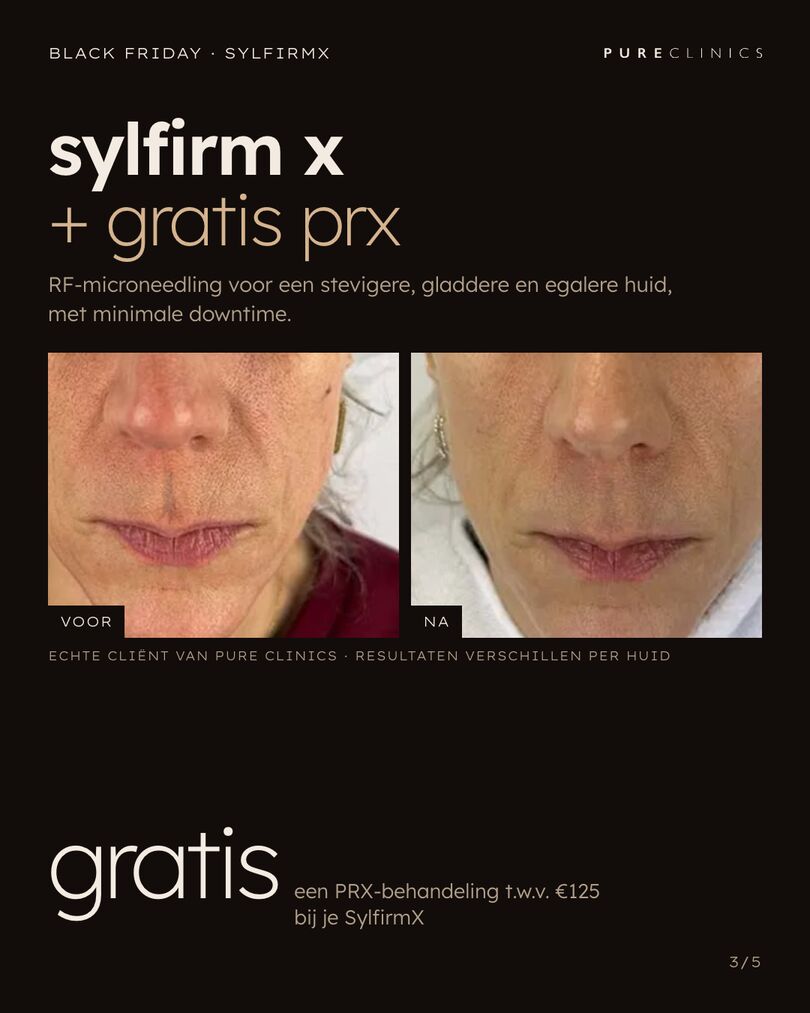 BLACK FRIDAY · SYLFIRMX
PURECLINICS
sylfirm x
+ gratis prx
RF-microneedling voor een stevigere, gladdere en egalere huid,
met minimale downtime.
VOOR
NA
ECHTE CLIËNT VAN PURE CLINICS · RESULTATEN VERSCHILLEN PER HUID
gratis
een PRX-behandeling t.w.v. €125
bij je SylfirmX
3/5